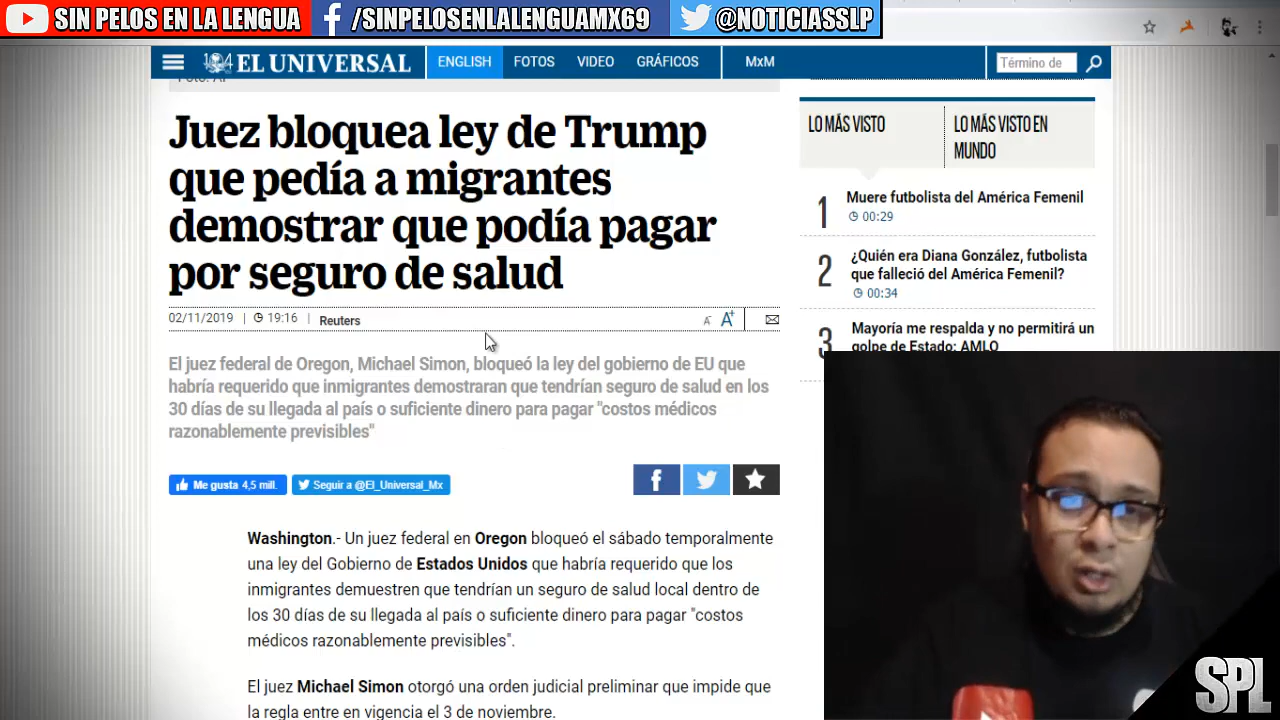 SIN PELOS EN LA LENGUA
/SINPELOSENLALENGUAMX69
@NOTICIASSLP
EL UNIVERSAL
ENGLISH
FOTOS
VIDEO
GRÁFICOS
MxM
Término de
Juez bloquea ley de Trump
que pedía a migrantes
demostrar que podía pagar
por seguro de salud
02/11/2019
19:16
Reuters
A-
A+
El juez federal de Oregon, Michael Simon, bloqueó la ley del gobierno de EU que
habría requerido que inmigrantes demostraran que tendrían seguro de salud en los
30 días de su llegada al país o suficiente dinero para pagar "costos médicos
razonablemente previsibles"
Me gusta 4,5 mill.
Seguir a @El_Universal_Mx
Washington.- Un juez federal en Oregon bloqueó el sábado temporalmente
una ley del Gobierno de Estados Unidos que habría requerido que los
inmigrantes demuestren que tendrían un seguro de salud local dentro de
los 30 días de su llegada al país o suficiente dinero para pagar "costos
médicos razonablemente previsibles".
El juez Michael Simon otorgó una orden judicial preliminar que impide que
la regla entre en vigencia el 3 de noviembre.
LO MÁS VISTO
LO MÁS VISTO EN
MUNDO
1
Muere futbolista del América Femenil
00:29
2
¿Quién era Diana González, futbolista
que falleció del América Femenil?
00:34
3
Mayoría me respalda y no permitirá un
golpe de Estado: AMLO
SPL